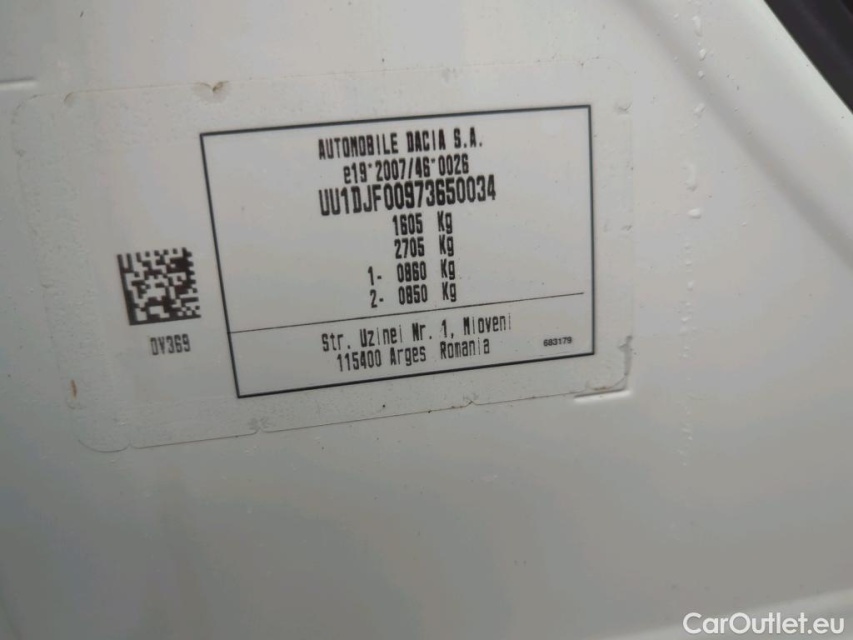 AUTOMOBILE DACIA S.A.
e19*2007/46*0026
UU1DJF00973650034
1605 Kg
2705 Kg
1- 0860 Kg
2- 0850 Kg
Str. Uzinei Nr. 1, Mioveni
115400 Arges Romania
683179
DV369
CarOutlet.eu